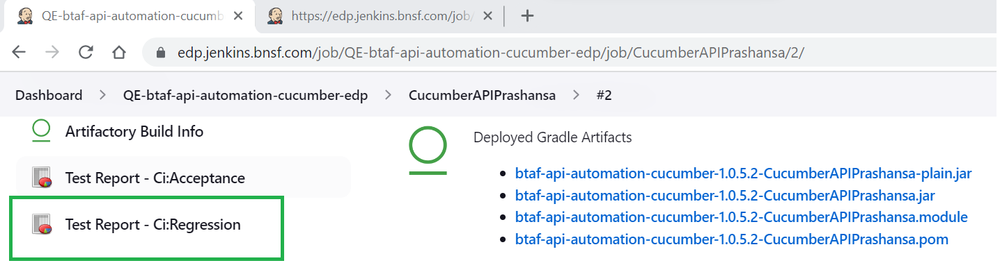 QE-btaf-api-automation-cucumb
https://edp.jenkins.bnsf.com/job/
edp.jenkins.bnsf.com/job/QE-btaf-api-automation-cucumber-edp/job/CucumberAPIPrashansa/2/
Dashboard > QE-btaf-api-automation-cucumber-edp > CucumberAPIPrashansa > #2
Artifactory Build Info
Test Report - Ci:Acceptance
Test Report - Ci:Regression
Deployed Gradle Artifacts
btaf-api-automation-cucumber-1.0.5.2-CucumberAPIPrashansa-plain.jar
btaf-api-automation-cucumber-1.0.5.2-CucumberAPIPrashansa.jar
btaf-api-automation-cucumber-1.0.5.2-CucumberAPIPrashansa.module
btaf-api-automation-cucumber-1.0.5.2-CucumberAPIPrashansa.pom